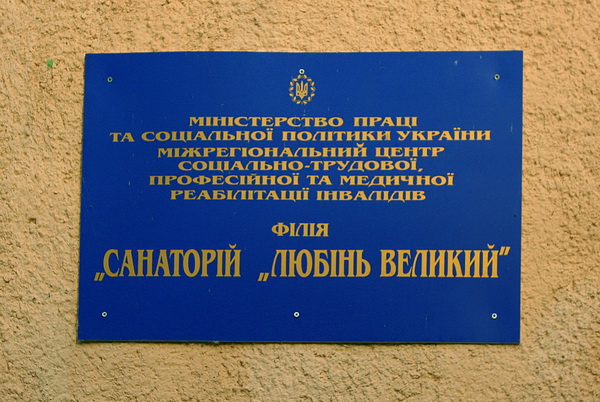 МІНІСТЕРСТВО ПРАЦІ
ТА СОЦІАЛЬНОЇ ПОЛІТИКИ УКРАЇНИ
МІЖРЕГІОНАЛЬНИЙ ЦЕНТР
СОЦІАЛЬНО-ТРУДОВОЇ,
ПРОФЕСІЙНОЇ ТА МЕДИЧНОЇ
РЕАБІЛІТАЦІЇ ІНВАЛІДІВ
ФІЛІЯ
„САНАТОРІЙ „ЛЮБІНЬ ВЕЛИКИЙ"